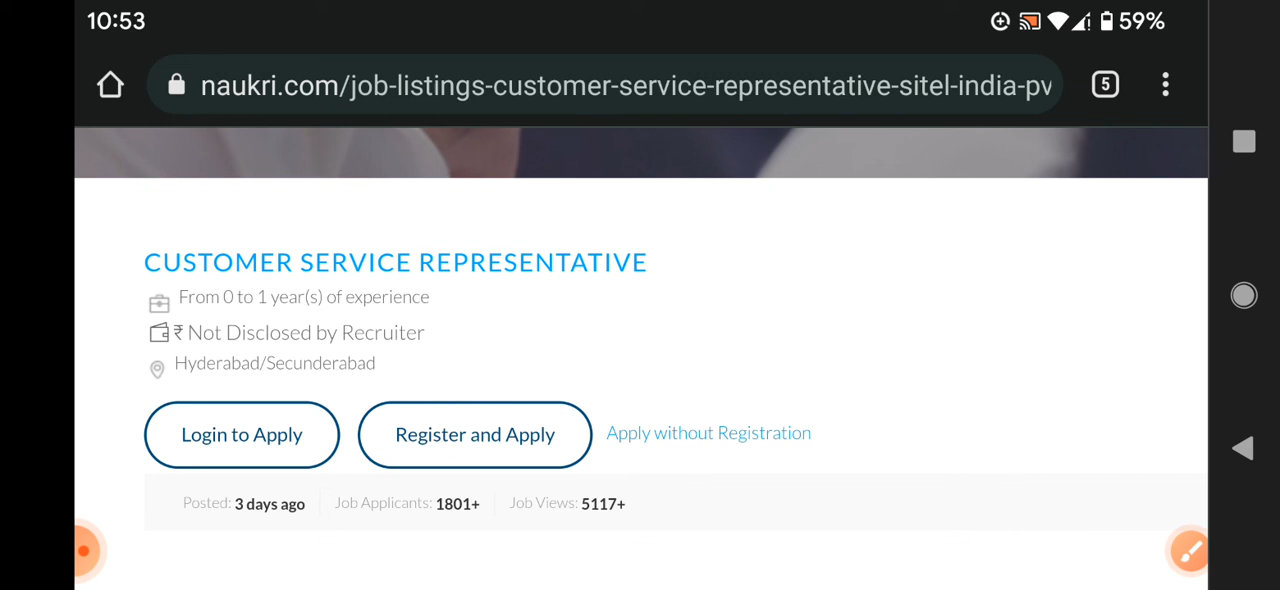 10:53
59%
naukri.com/job-listings-customer-service-representative-sitel-india-pv
5
CUSTOMER SERVICE REPRESENTATIVE
From 0 to 1 year(s) of experience
₹ Not Disclosed by Recruiter
Hyderabad/Secunderabad
Login to Apply
Register and Apply
Apply without Registration
Posted: 3 days ago
Job Applicants: 1801+
Job Views: 5117+